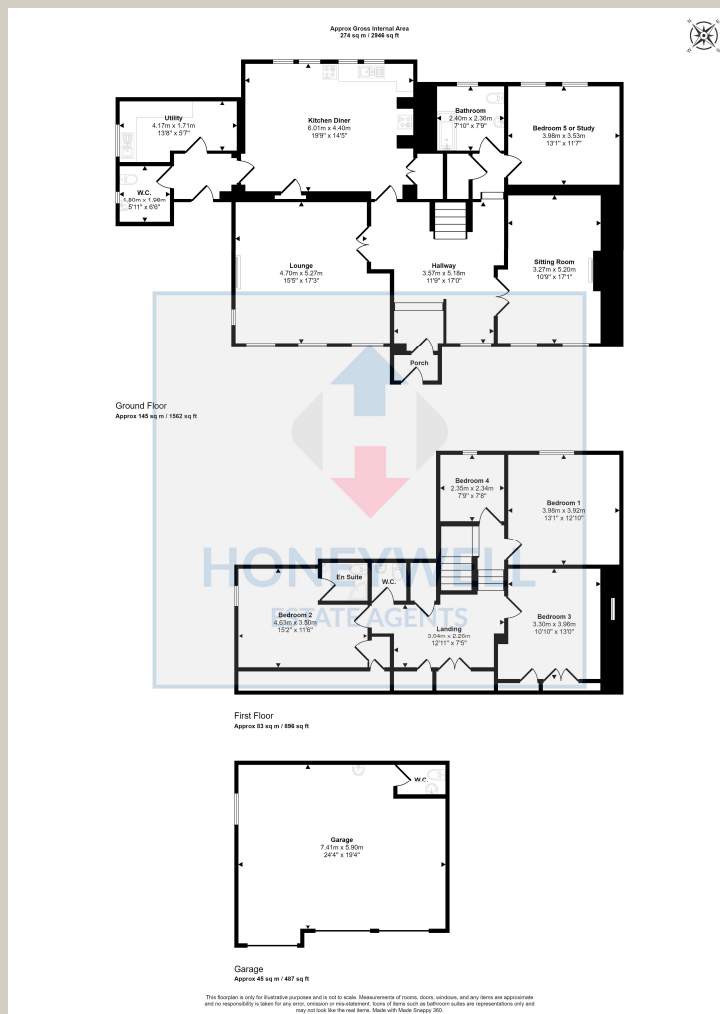 Approx Gross Internal Area
274 sq m / 2946 sq ft
Utility
4.17m x 1.71m
13'8" x 5'7"
Kitchen Diner
6.01m x 4.40m
19'9" x 14'5"
Bathroom
2.40m x 2.36m
7'10" x 7'9"
Bedroom 5 or Study
3.98m x 3.53m
13'1" x 11'7"
W.C.
1.80m x 1.98m
5'11" x 6'6"
Lounge
4.70m x 5.27m
15'5" x 17'3"
Hallway
3.57m x 5.18m
11'9" x 17'0"
Sitting Room
3.27m x 5.20m
10'9" x 17'1"
Porch
Ground Floor
Approx 145 sq m / 1562 sq ft
Bedroom 4
2.35m x 2.34m
7'9" x 7'8"
Bedroom 1
3.98m x 3.92m
13'1" x 12'10"
HONEYWELL
ESTATE AGENTS
En Suite
W.C.
Bedroom 2
4.63m x 3.50m
15'2" x 11'6"
Landing
3.94m x 2.26m
12'11" x 7'5"
Bedroom 3
3.30m x 3.96m
10'10" x 13'0"
First Floor
Approx 83 sq m / 896 sq ft
W.C.
Garage
7.41m x 5.90m
24'4" x 19'4"
Garage
Approx 45 sq m / 487 sq ft
This floorplan is only for illustrative purposes and is not to scale. Measurements of rooms, doors, windows, and any items are approximate
and no responsibility is taken for any error, omission or mis-statement. Icons of items such as bathroom suites are representations only and
may not look like the real items. Made with Made Snappy 360.